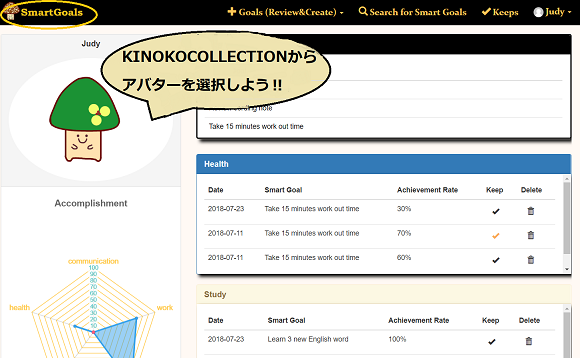 SmartGoals
Goals (Review&Create)
Search for Smart Goals
Keeps
Judy
Judy
KINOKOCOLLECTIONから
アバターを選択しよう!!
note
Take 15 minutes work out time
Accomplishment
communication
100
90
80
70
60
50
40
30
20
10
health
work
Health
Date Smart Goal Achievement Rate Keep Delete
2018-07-23 Take 15 minutes work out time 30%
2018-07-11 Take 15 minutes work out time 70%
2018-07-11 Take 15 minutes work out time 60%
Study
Date Smart Goal Achievement Rate Keep Delete
2018-07-23 Learn 3 new English word 100%